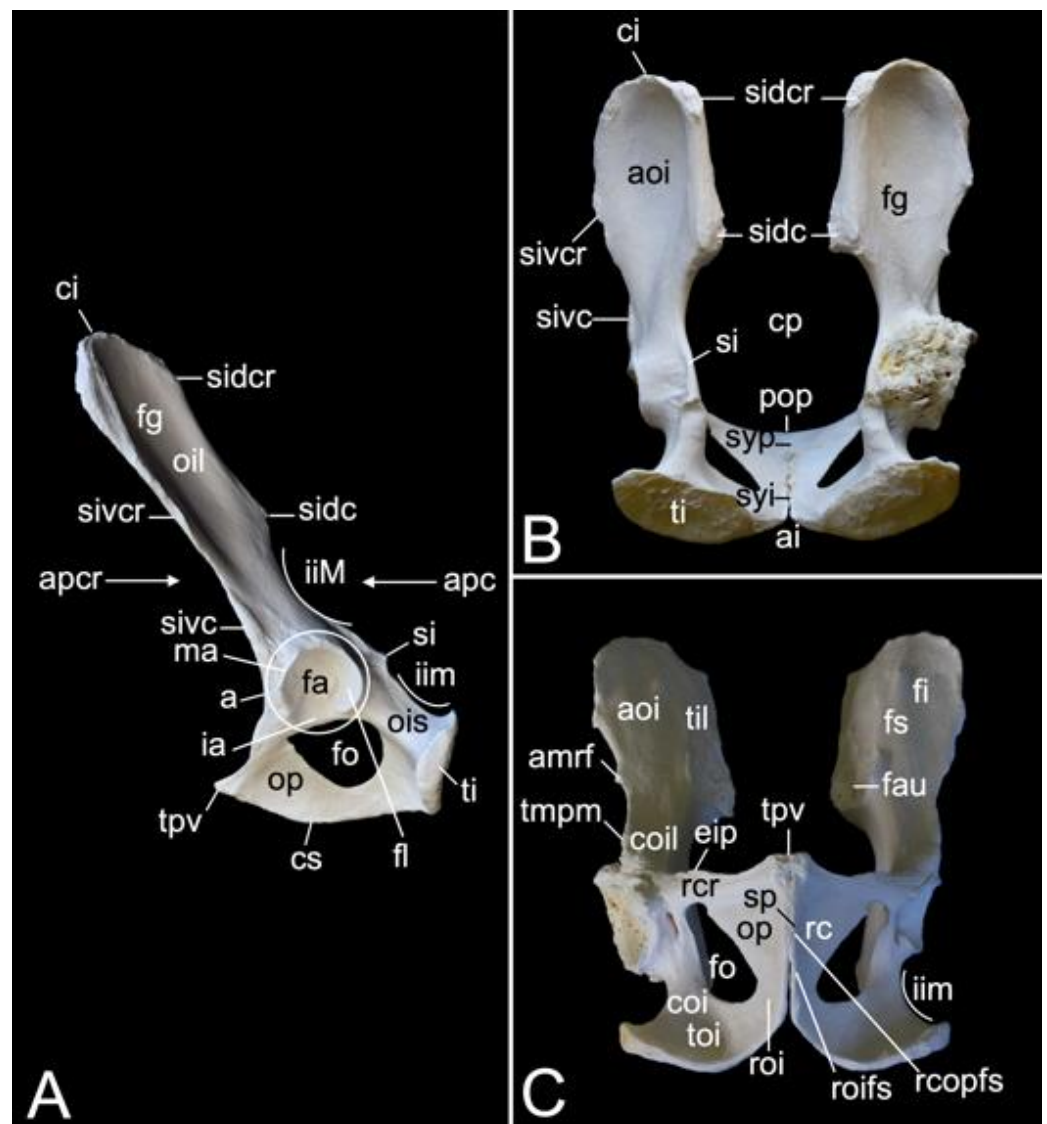 ci
sidcr
fg
oil
sivcr
sidc
apcr
iiM
apc
sivc
si
ma
iim
fa
a
ois
ia
fo
op
ti
tpv
cs
fl
A
ci
sidcr
aoi
fg
sidc
sivcr
sivc
cp
si
pop
syp
syi
ti
ai
B
aoi
til
fi
fs
amrf
fau
tmpm
tpv
coil
eip
rcr
sp
op
rc
fo
iim
coi
toi
roi
roifs
rcopfs
C